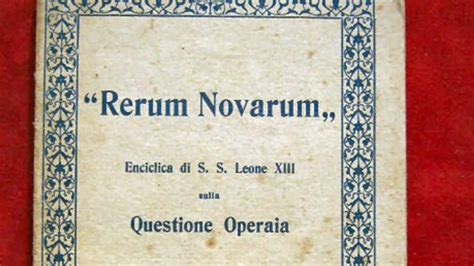 “Rerum Novarum„
Enciclica di S. S. Leone XIII
sulla
Questione Operaia